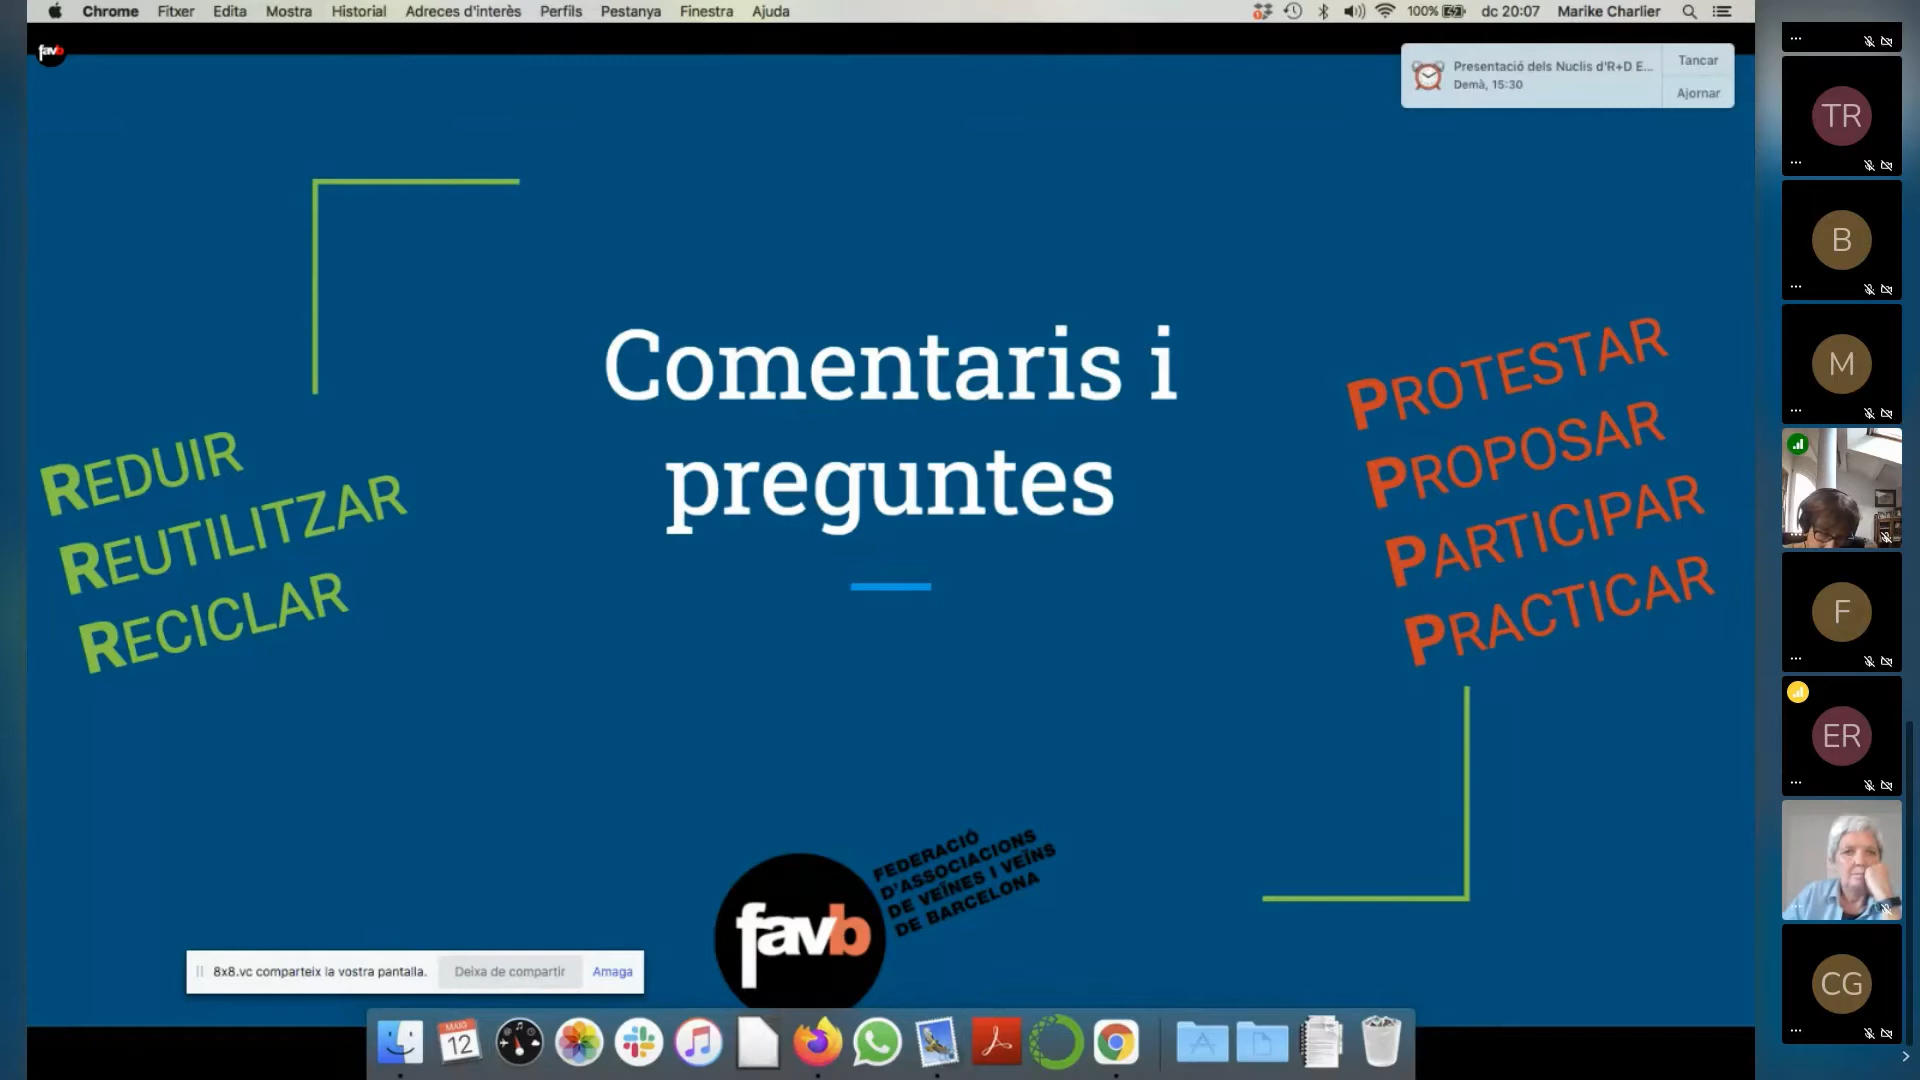 Chrome Fitxer Edita Mostra Historial Adreces d'interès Perfils Pestanya Finestra Ajuda
100% dc 20:07 Marike Charlier
favb
Presentació dels Nuclis d'R+D E...
Demà, 15:30
Tancar
Ajornar
Comentaris i
preguntes
REDUIR
REUTILITZAR
RECICLAR
PROTESTAR
PROPOSAR
PARTICIPAR
PRACTICAR
favb
FEDERACIÓ
D'ASSOCIACIONS
DE VEÏNES I VEÏNS
DE BARCELONA
8x8.vc comparteix la vostra pantalla.
Deixa de compartir
Amaga
MAIG
12
TR
B
M
F
ER
CG